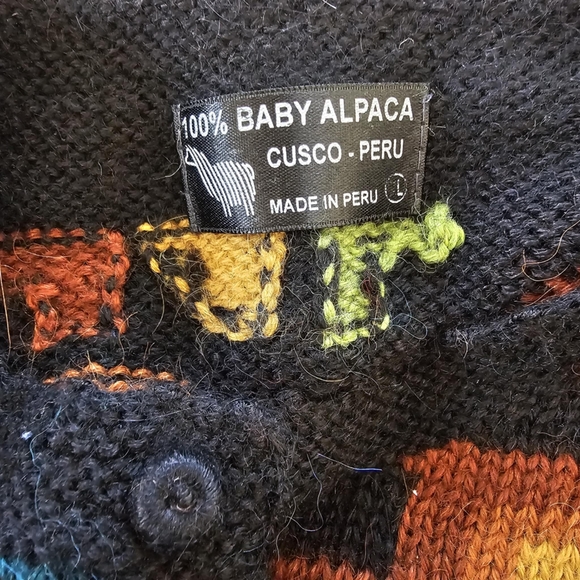 100% BABY ALPACA
CUSCO - PERU
MADE IN PERU L